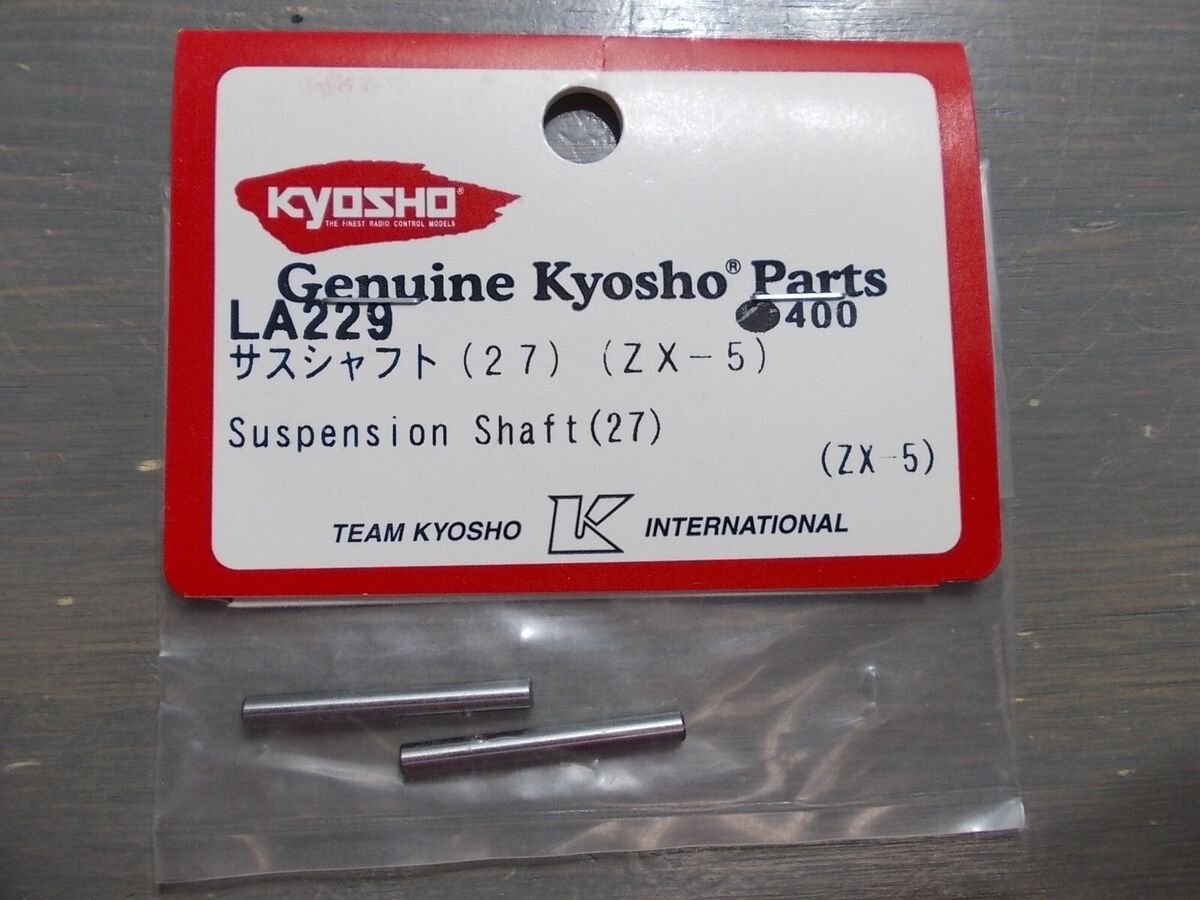 KYOSHO®
THE FINEST RADIO CONTROL MODELS
Genuine Kyosho® Parts
LA229 ●400
サスシャフト(27) (ZX-5)
Suspension Shaft(27)
(ZX-5)
TEAM KYOSHO K INTERNATIONAL